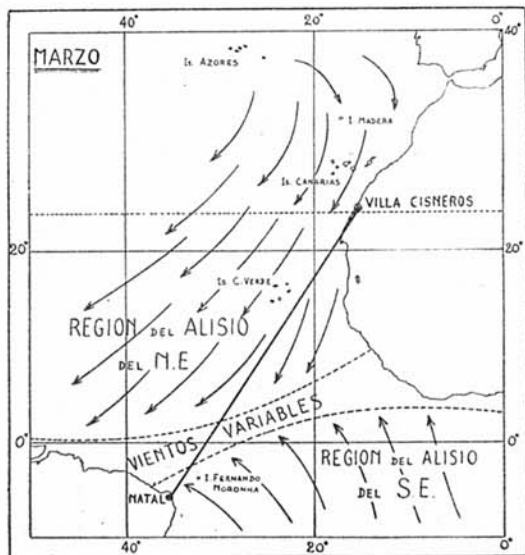 40° 20° 0°
40°
MARZO
Is. AZORES
I. MADERA
Is. CANARIAS
VILLA CISNEROS
20° 20°
Is. C. VERDE
REGION DEL ALISIO
DEL N.E
VIENTOS VARIABLES
0° 0°
REGION DEL ALISIO
DEL S.E.
I. FERNANDO
NORONHA
NATAL
40° 20° 0°